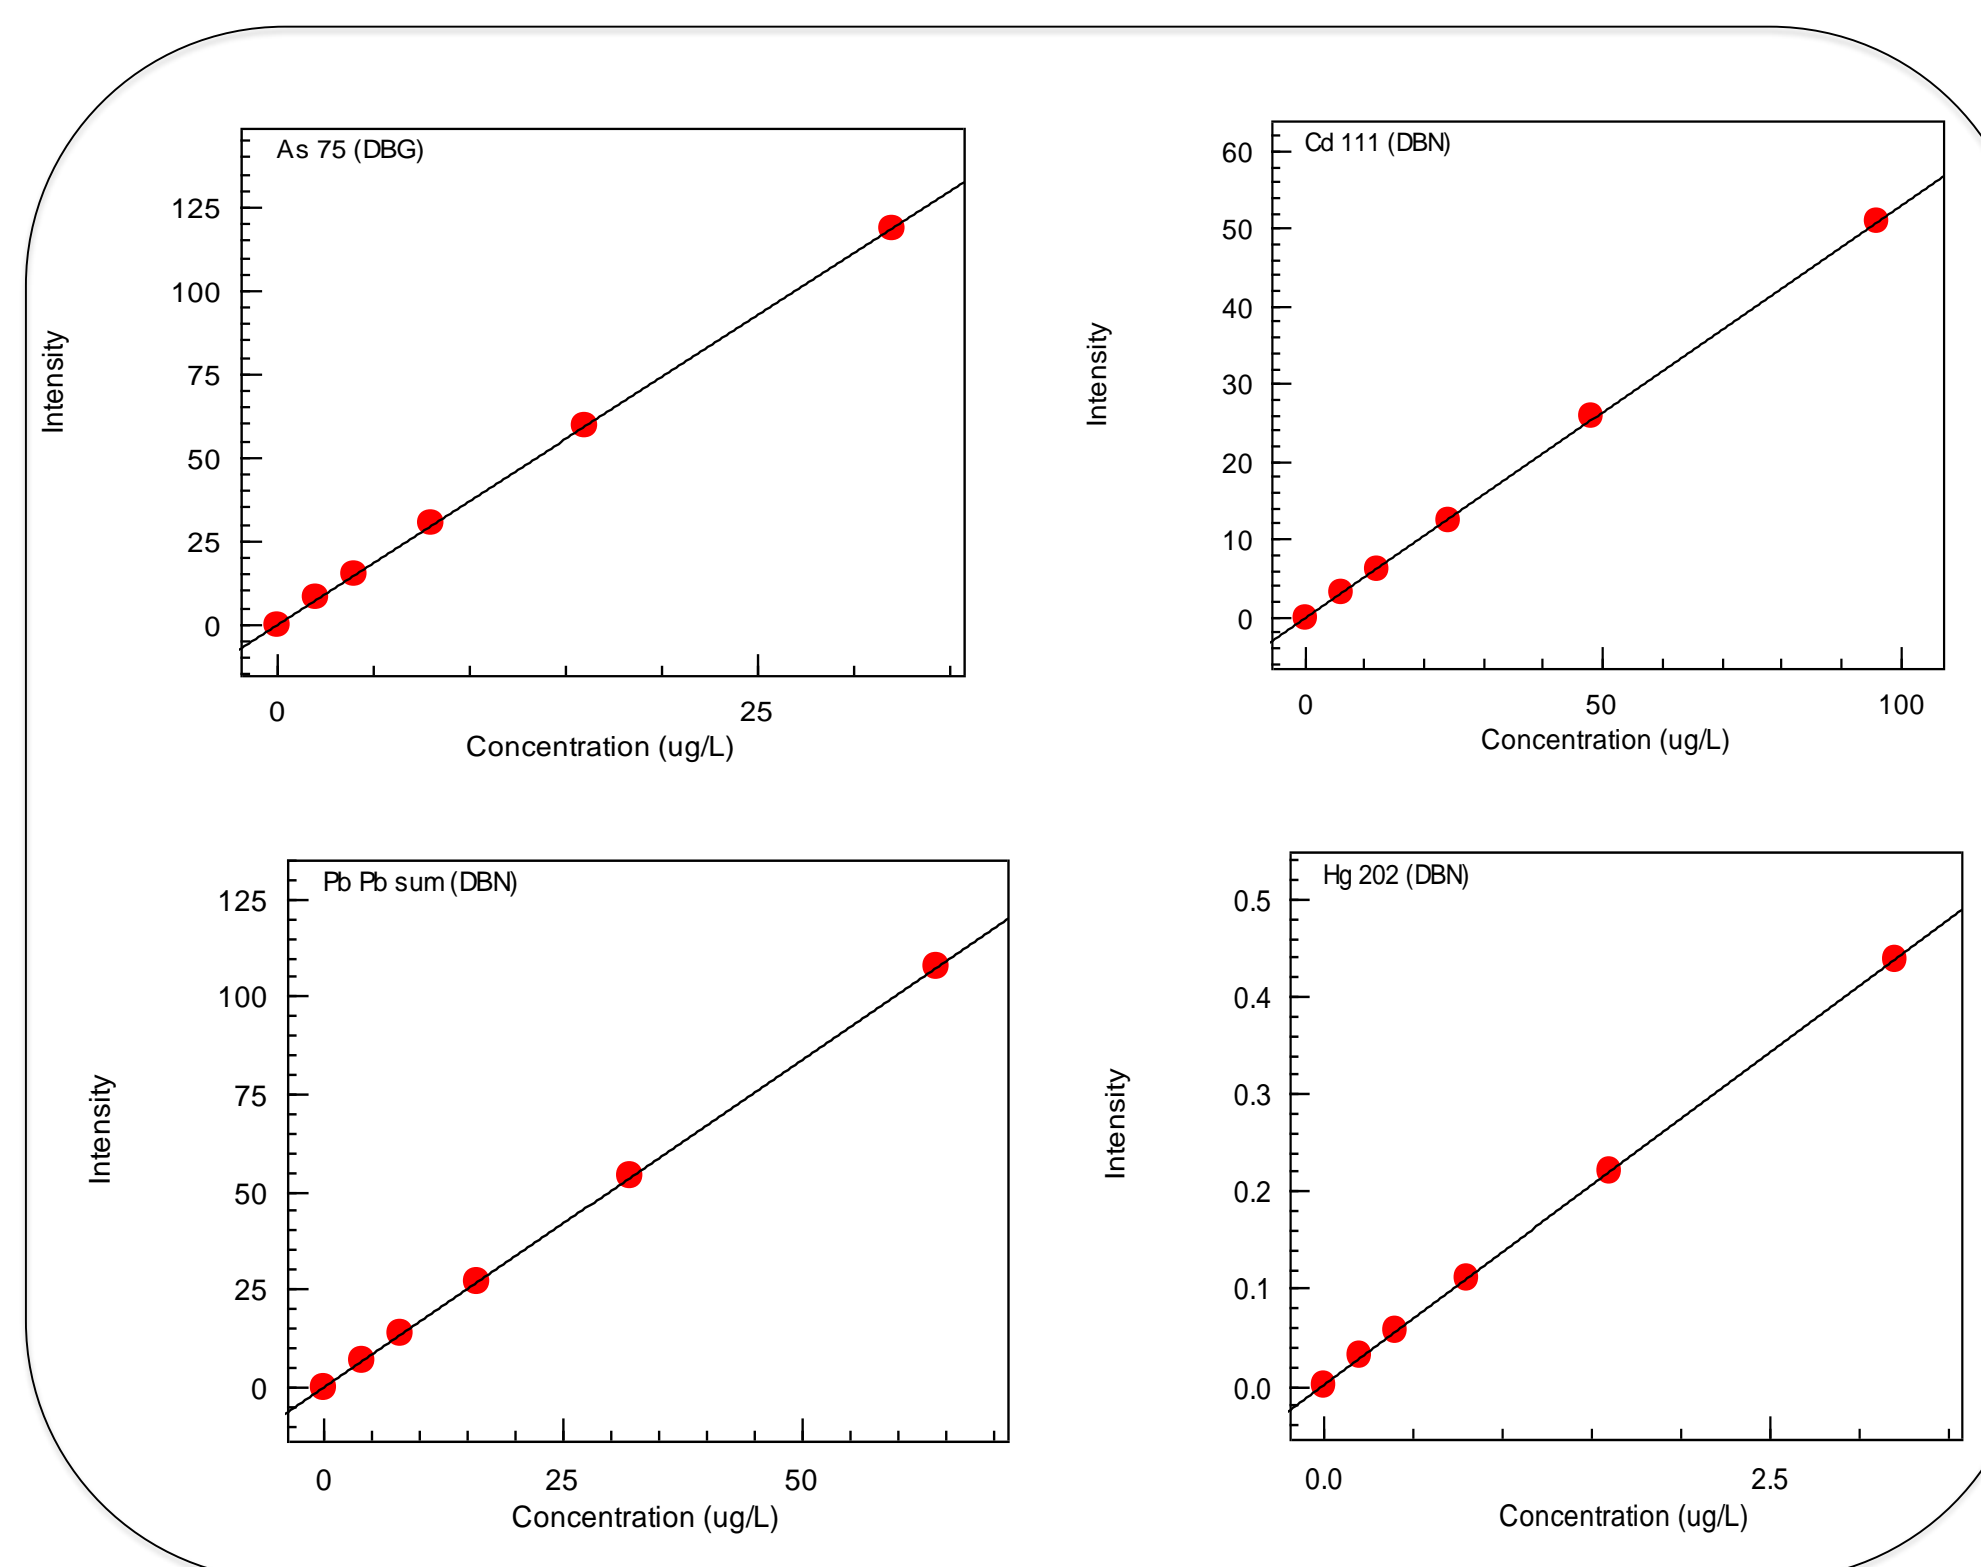 As 75 (DBG)
125
100
75
50
25
0
Intensity
0 25
Concentration (ug/L)
Cd 111 (DBN)
60
50
40
30
20
10
0
Intensity
0 50 100
Concentration (ug/L)
Pb Pb sum (DBN)
125
100
75
50
25
0
Intensity
0 25 50
Concentration (ug/L)
Hg 202 (DBN)
0.5
0.4
0.3
0.2
0.1
0.0
Intensity
0.0 2.5
Concentration (ug/L)